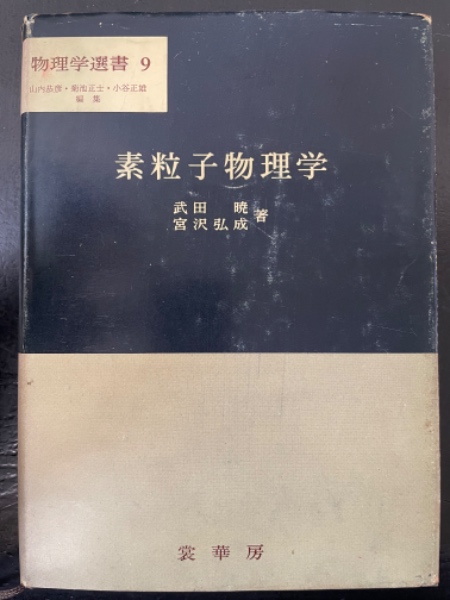 物理学選書 9
山内恭彦・菊池正士・小谷正雄
編集
素粒子物理学
武田 暁
宮沢弘成 著
裳華房